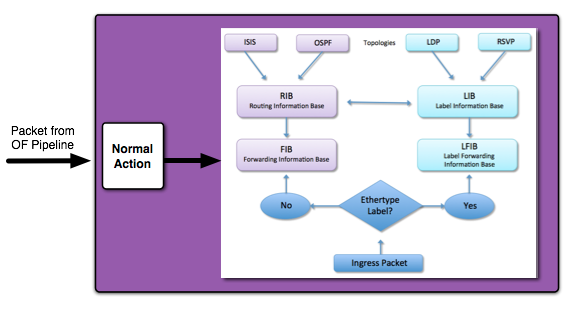 ISIS
OSPF
Topologies
LDP
RSVP
RIB
Routing Information Base
LIB
Label Information Base
Packet from
OF Pipeline
Normal
Action
FIB
Forwarding Information Base
LFIB
Label Forwarding
Information Base
No
Ethertype
Label?
Yes
Ingress Packet